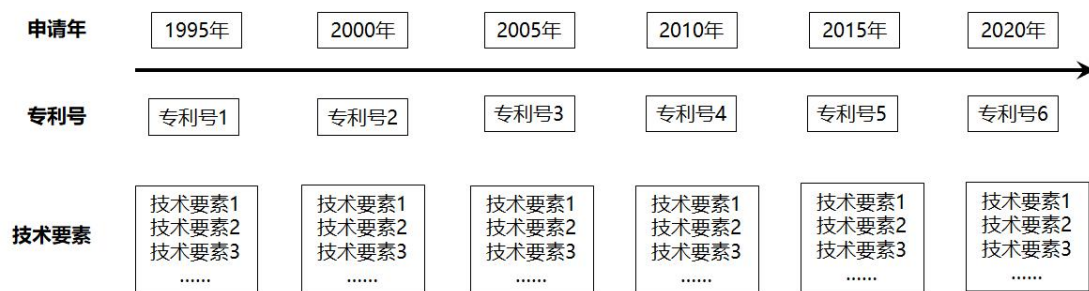 申请年 1995年 2000年 2005年 2010年 2015年 2020年
专利号 专利号1 专利号2 专利号3 专利号4 专利号5 专利号6
技术要素
技术要素1 技术要素1 技术要素1 技术要素1 技术要素1 技术要素1
技术要素2 技术要素2 技术要素2 技术要素2 技术要素2 技术要素2
技术要素3 技术要素3 技术要素3 技术要素3 技术要素3 技术要素3
...... ...... ...... ...... ...... ......